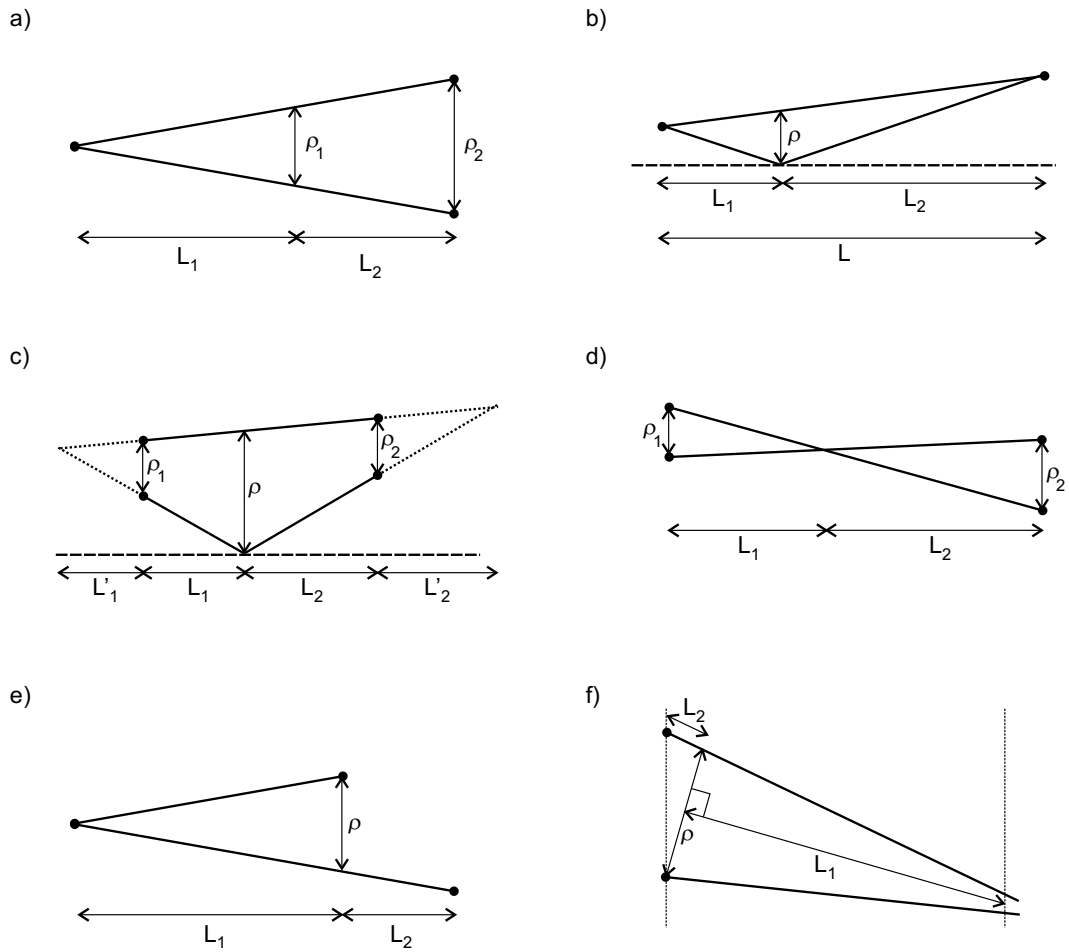 a)
ρ₁
ρ₂
L₁ L₂
b)
ρ
L₁ L₂
L
c)
ρ₁ ρ ρ₂
L'₁ L₁ L₂ L'₂
d)
ρ₁
ρ₂
L₁ L₂
e)
ρ
L₁ L₂
f)
L₂
ρ
L₁